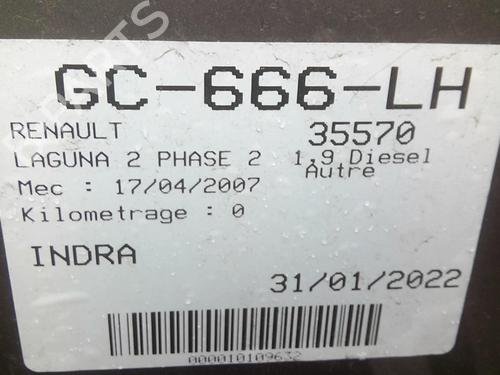 GC-666-LH
RENAULT 35570
LAGUNA 2 PHASE 2 1,9 Diesel
Autre
Mec : 17/04/2007
Kilometrage : 0
INDRA
31/01/2022
000010109632